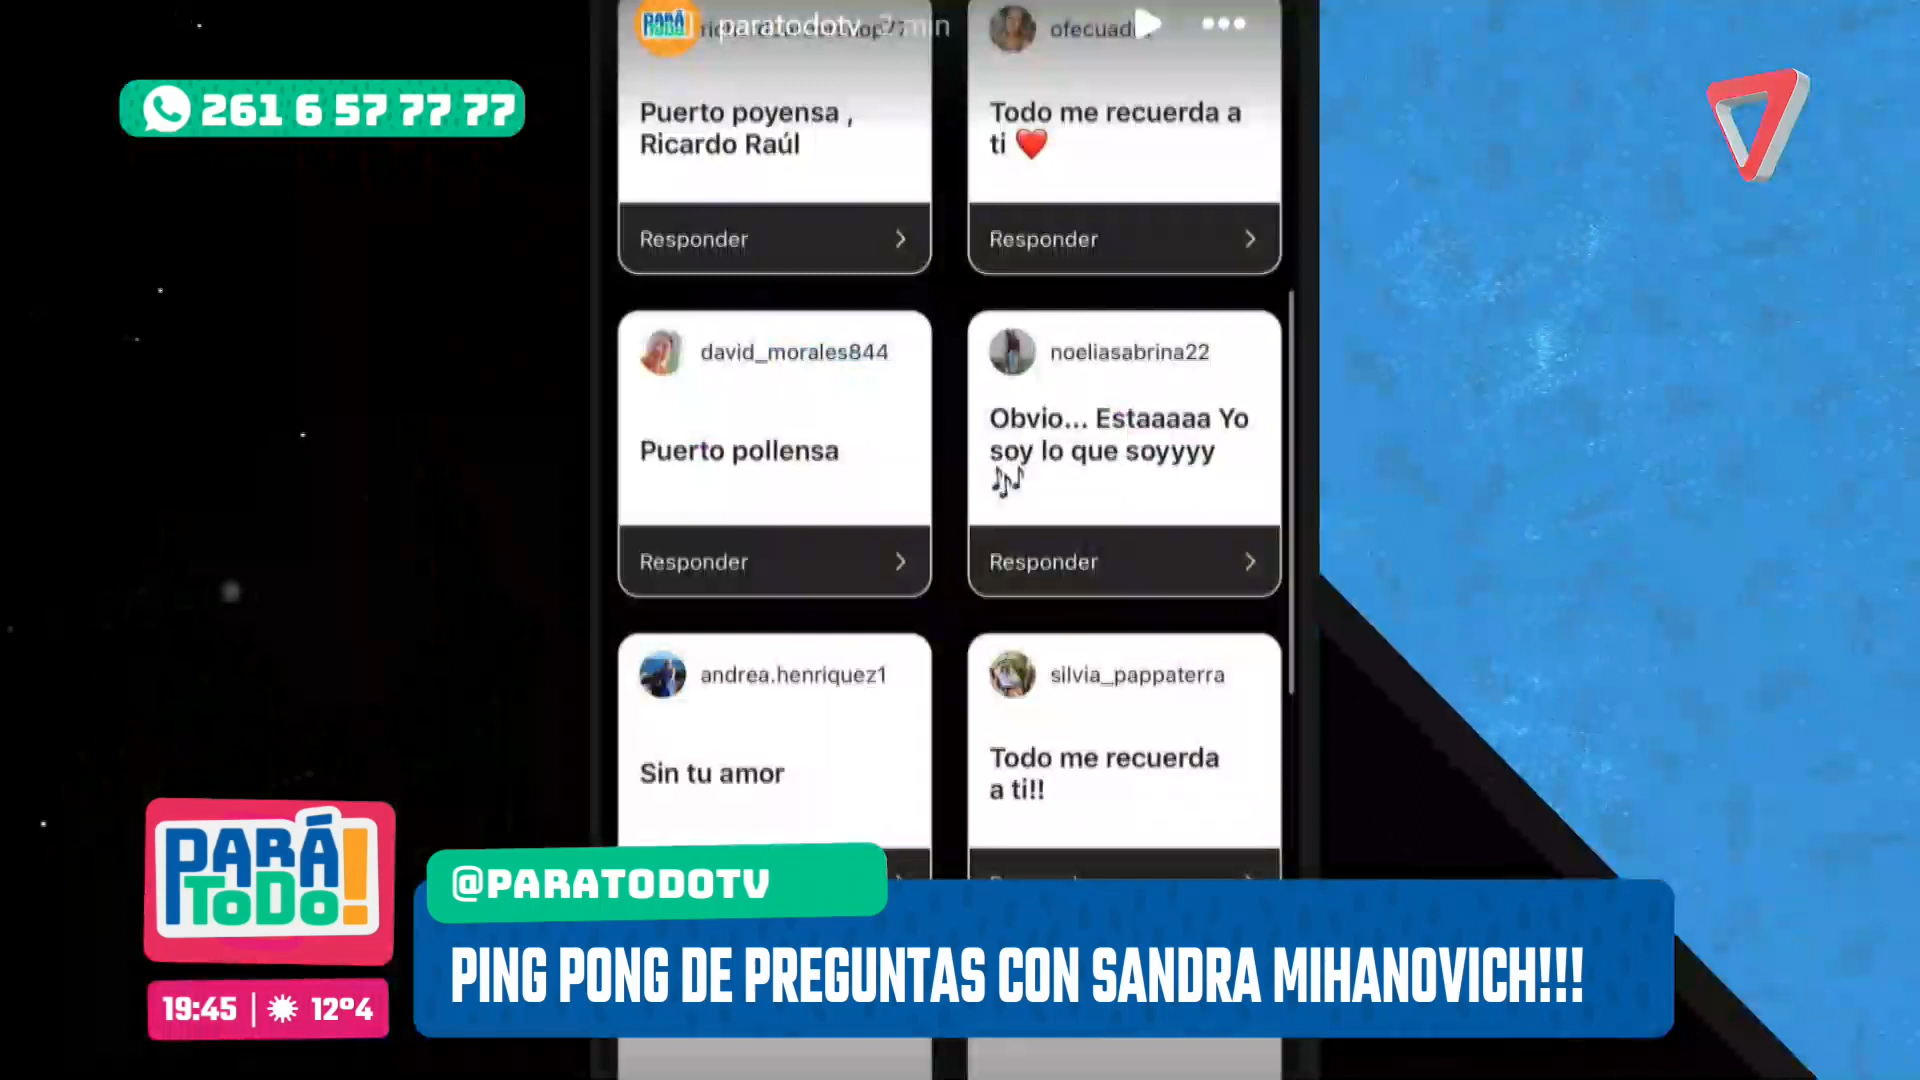 paratodotv 2 min
ofecuad
261 6 57 77 77
Puerto poyensa ,
Ricardo Raúl
Todo me recuerda a
ti ❤️
Responder
Responder
david_morales844
noeliasabrina22
Puerto pollensa
Obvio... Estaaaaa Yo
soy lo que soyyyy
🎶
Responder
Responder
andrea.henriquez1
silvia_pappaterra
Sin tu amor
Todo me recuerda
a ti!!
PARÁ
TODO!
@PARATODOTV
PING PONG DE PREGUNTAS CON SANDRA MIHANOVICH!!!
19:45 | 12°4